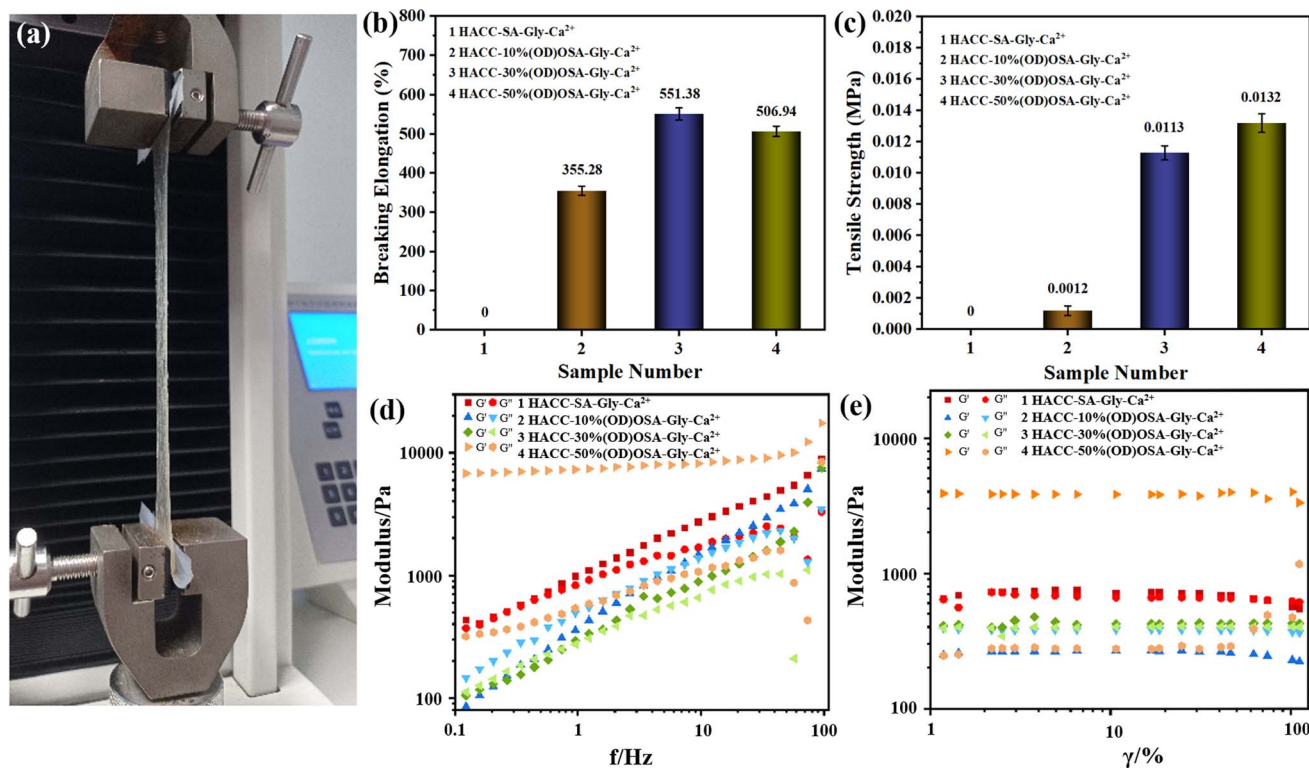 (a)
(b)
800
700
600
500
400
300
200
100
0
Breaking Elongation (%)
1 HACC-SA-Gly-Ca²⁺
2 HACC-10%(OD)OSA-Gly-Ca²⁺
3 HACC-30%(OD)OSA-Gly-Ca²⁺
4 HACC-50%(OD)OSA-Gly-Ca²⁺
0
355.28
551.38
506.94
1 2 3 4
Sample Number
(c)
0.020
0.018
0.016
0.014
0.012
0.010
0.008
0.006
0.004
0.002
0.000
Tensile Strength (MPa)
1 HACC-SA-Gly-Ca²⁺
2 HACC-10%(OD)OSA-Gly-Ca²⁺
3 HACC-30%(OD)OSA-Gly-Ca²⁺
4 HACC-50%(OD)OSA-Gly-Ca²⁺
0
0.0012
0.0113
0.0132
1 2 3 4
Sample Number
(d)
10000
1000
100
Modulus/Pa
G' G'' 1 HACC-SA-Gly-Ca²⁺
G' G'' 2 HACC-10%(OD)OSA-Gly-Ca²⁺
G' G'' 3 HACC-30%(OD)OSA-Gly-Ca²⁺
G' G'' 4 HACC-50%(OD)OSA-Gly-Ca²⁺
0.1 1 10 100
f/Hz
(e)
10000
1000
100
Modulus/Pa
G' G'' 1 HACC-SA-Gly-Ca²⁺
G' G'' 2 HACC-10%(OD)OSA-Gly-Ca²⁺
G' G'' 3 HACC-30%(OD)OSA-Gly-Ca²⁺
G' G'' 4 HACC-50%(OD)OSA-Gly-Ca²⁺
1 10 100
γ/%